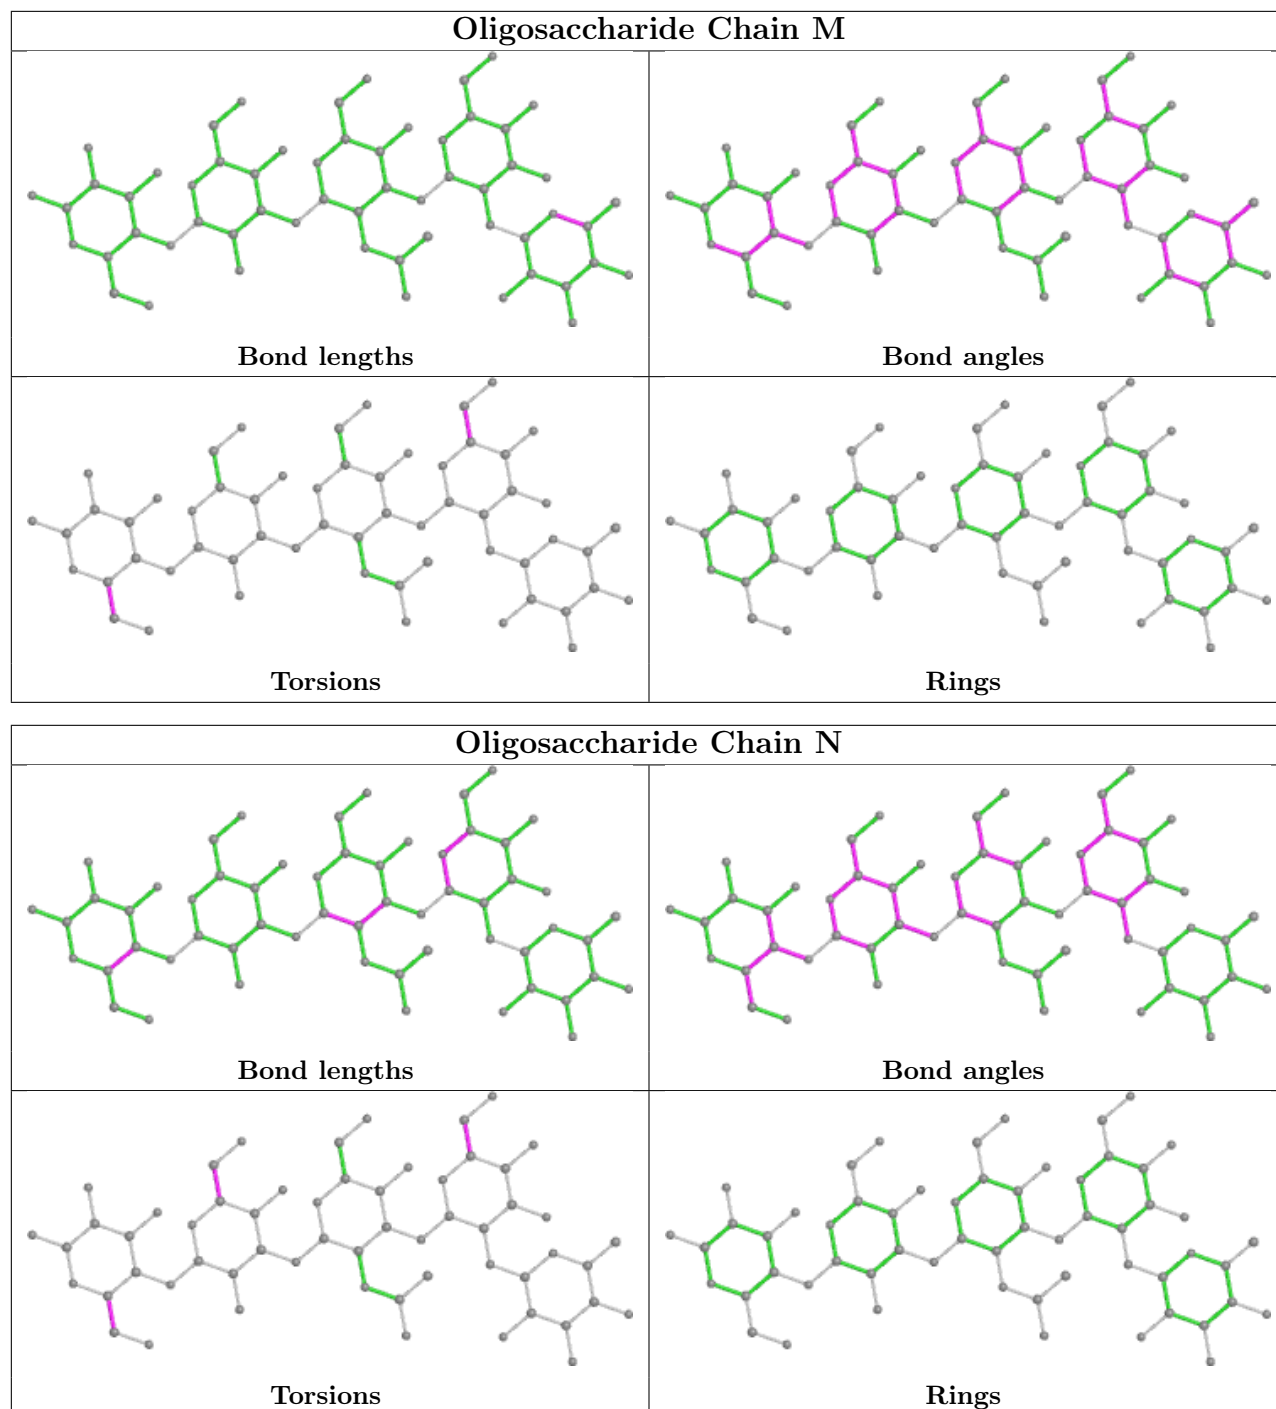 Oligosaccharide Chain M
Bond lengths
Bond angles
Torsions
Rings
Oligosaccharide Chain N
Bond lengths
Bond angles
Torsions
Rings